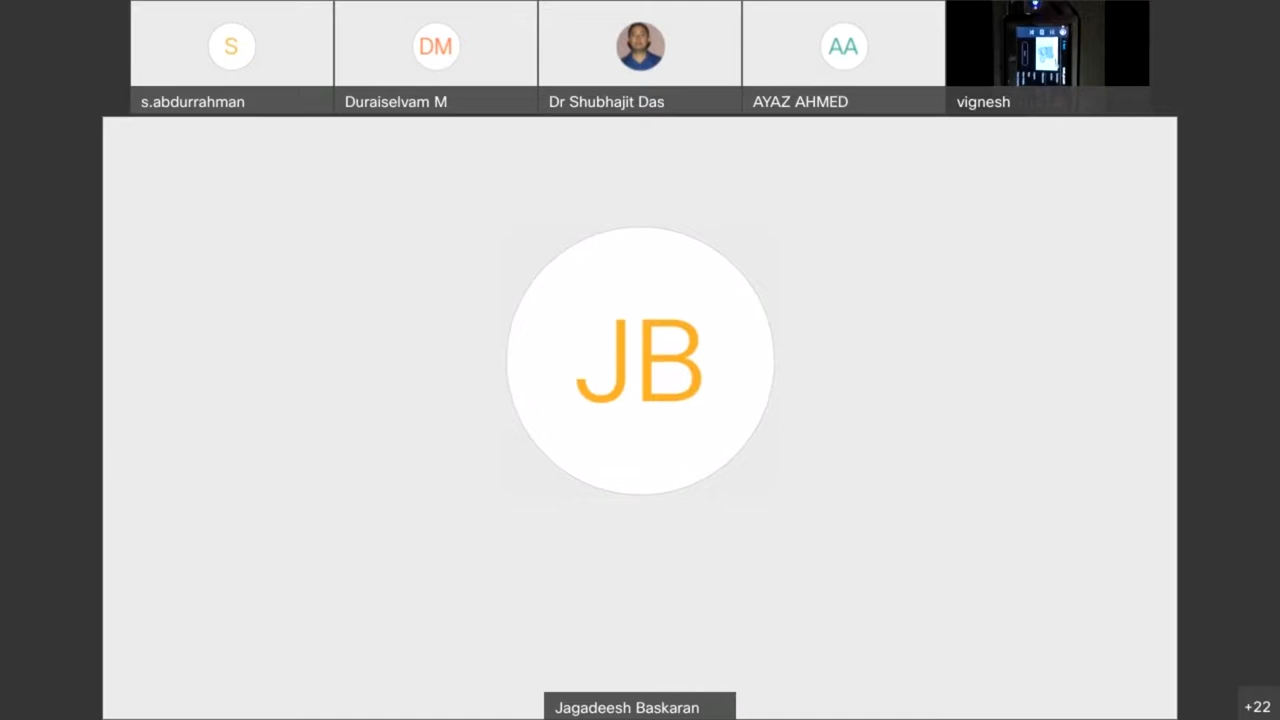 S
DM
AA
s.abdurrahman
Duraiselvam M
Dr Shubhajit Das
AYAZ AHMED
vignesh
JB
Jagadeesh Baskaran
+22